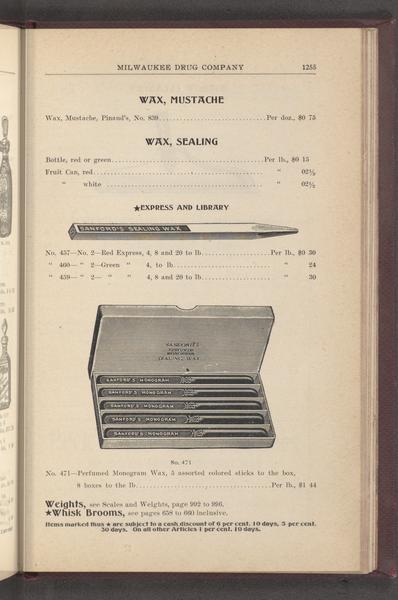 MILWAUKEE DRUG COMPANY 1255
WAX, MUSTACHE
Wax, Mustache, Pinaud's, No. 839 Per doz., $0 75
WAX, SEALING
Bottle, red or green Per lb., $0 15
Fruit Can, red " 02½
" white " 02½
★EXPRESS AND LIBRARY
SANFORD'S SEALING WAX
No. 457—No. 2—Red Express, 4, 8 and 20 to lb Per lb., $0 30
" 460— " 2—Green " 4, to lb " 24
" 459— " 2— " " 4, 8 and 20 to lb " 30
SANFORD'S
PERFUMED
MONOGRAM
SEALING WAX
SANFORD'S MONOGRAM
SANFORD'S MONOGRAM
SANFORD'S MONOGRAM
SANFORD'S MONOGRAM
SANFORD'S MONOGRAM
No. 471
No. 471—Perfumed Monogram Wax, 5 assorted colored sticks to the box,
8 boxes to the lb Per lb., $1 44
Weights, see Scales and Weights, page 992 to 996.
★Whisk Brooms, see pages 658 to 660 inclusive.
Items marked thus ★ are subject to a cash discount of 6 per cent. 10 days, 5 per cent.
30 days. On all other Articles 1 per cent. 10 days.